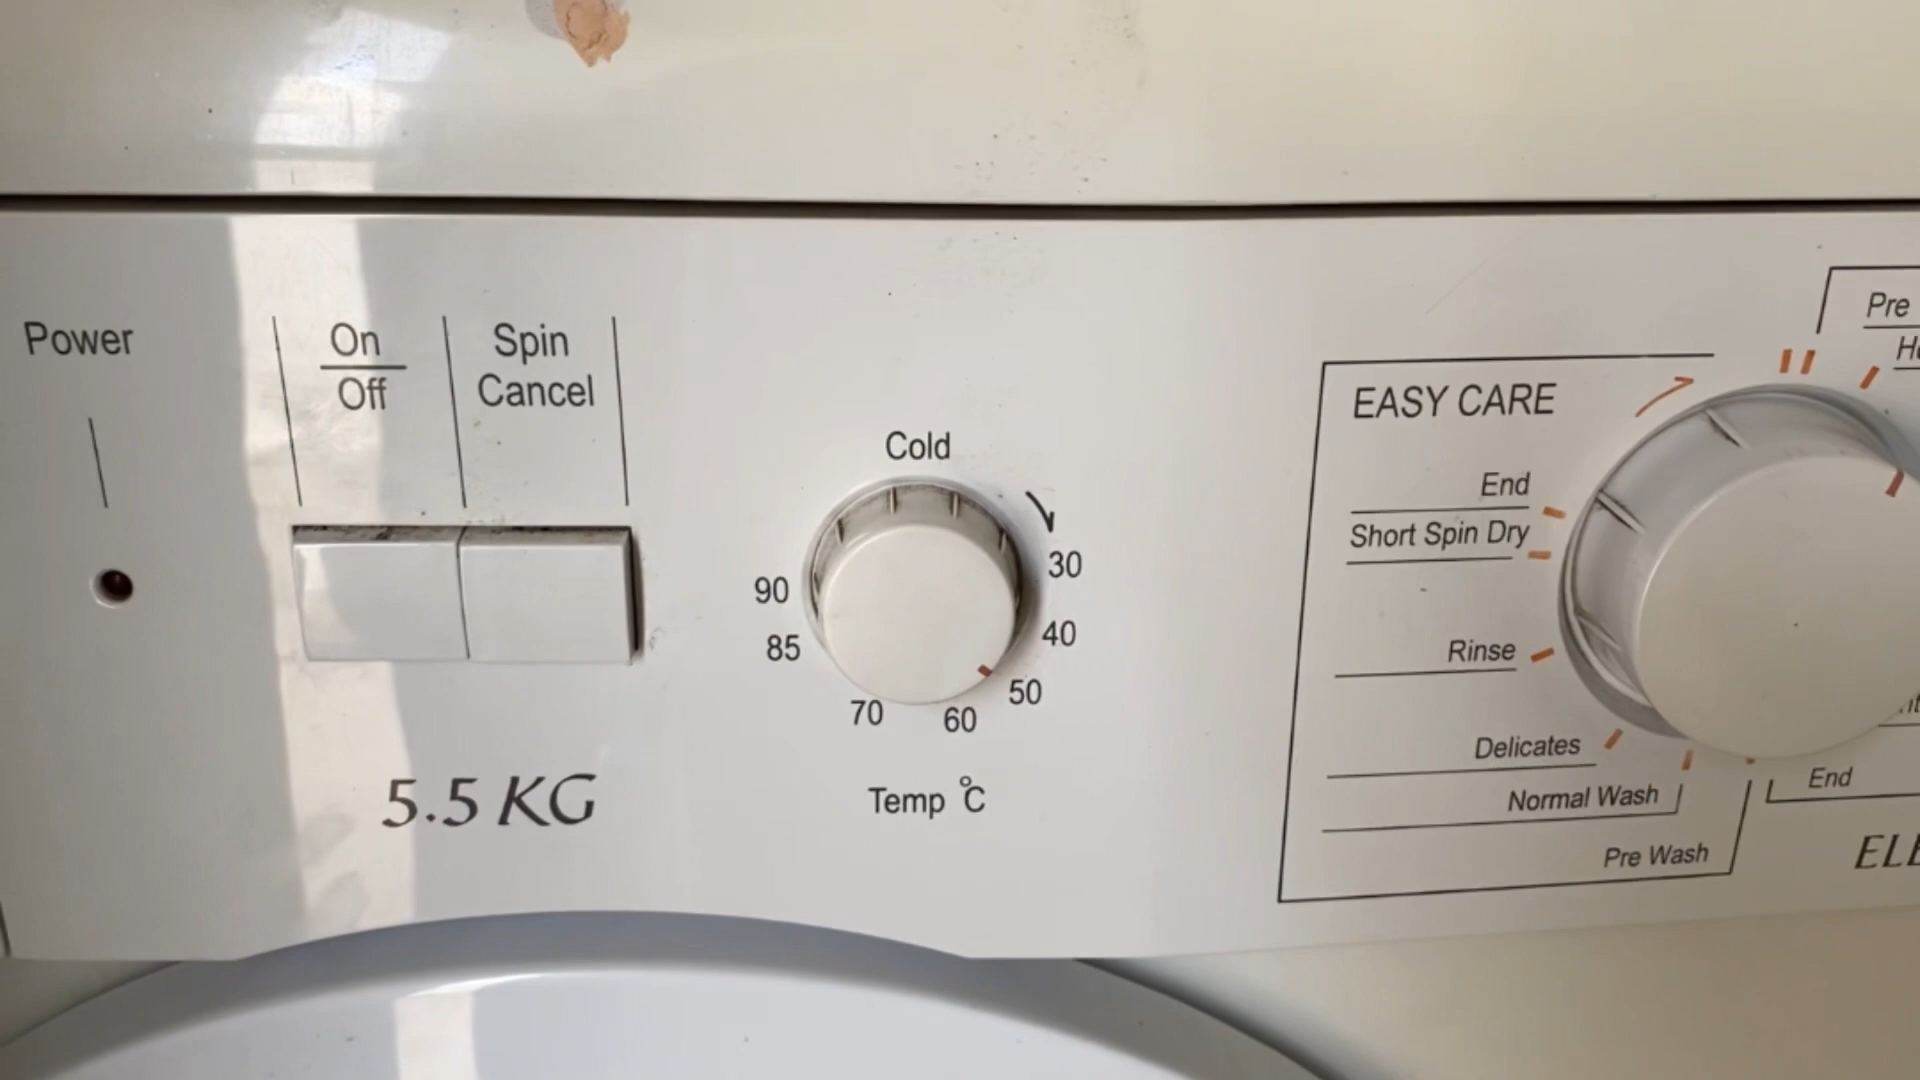 Power
On
Off
Spin
Cancel
Cold
30
40
50
60
70
85
90
Temp °C
5.5 KG
EASY CARE
End
Short Spin Dry
Rinse
Delicates
Normal Wash
Pre Wash
Pre
End